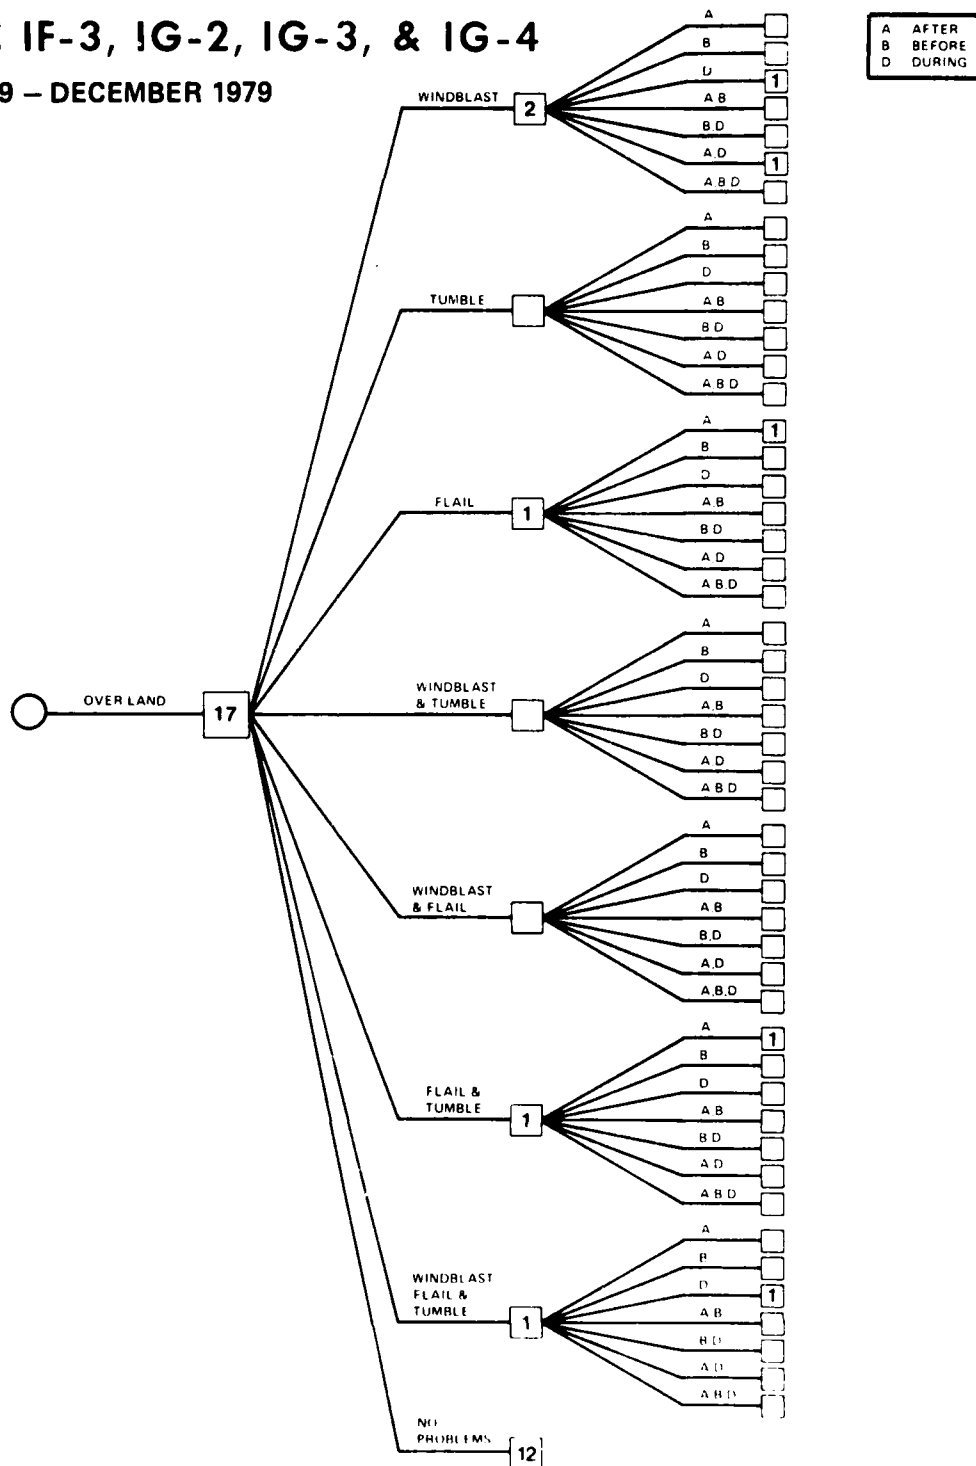 IF-3, IG-2, IG-3, & IG-4
9 – DECEMBER 1979
A AFTER
B BEFORE
D DURING
OVER LAND
17
WINDBLAST
2
A
B
D 1
A B
B,D
A,D 1
A B D
TUMBLE
A
B
D
A B
B D
A D
A B D
FLAIL
1
A 1
B
D
A,B
B D
A D
A B,D
WINDBLAST
& TUMBLE
A
B
D
A,B
B D
A D
A B D
WINDBLAST
& FLAIL
A
B
D
A,B
B,D
A,D
A,B,D
FLAIL &
TUMBLE
1
A 1
B
D
A B
B D
A D
A B D
WINDBLAST
FLAIL &
TUMBLE
1
A
B
D 1
A B
B D
A D
A B D
NO
PROBLEMS
12